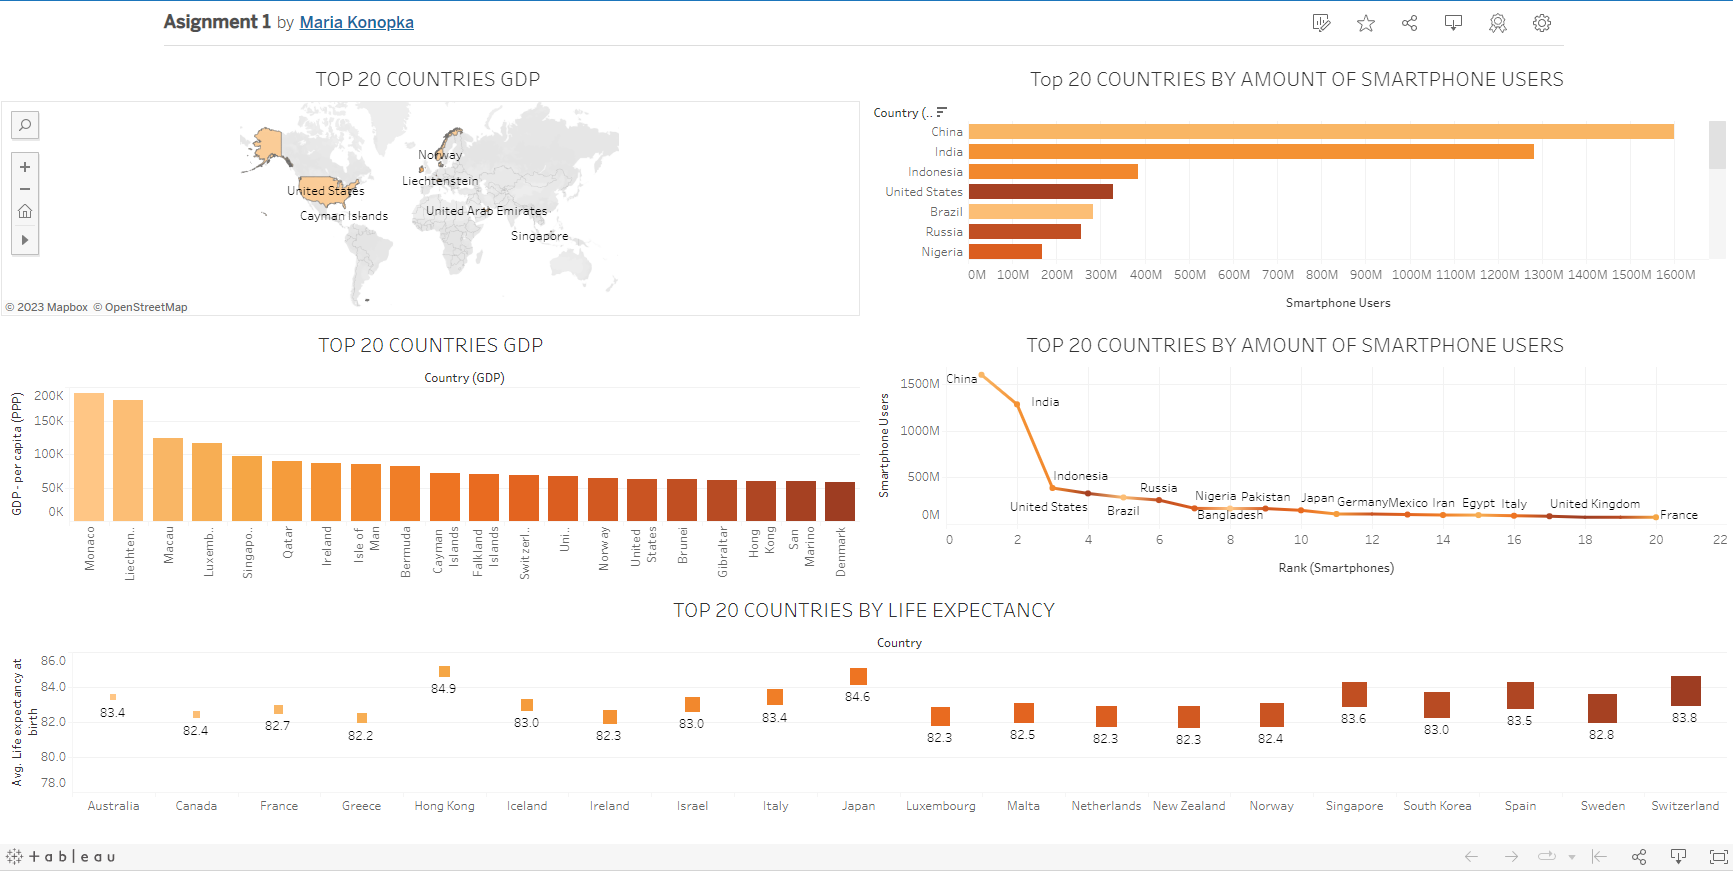 Asignment 1 by Maria Konopka
TOP 20 COUNTRIES GDP
Norway
Liechtenstein
United States
Cayman Islands
United Arab Emirates
Singapore
© 2023 Mapbox © OpenStreetMap
Top 20 COUNTRIES BY AMOUNT OF SMARTPHONE USERS
Country (..
China
India
Indonesia
United States
Brazil
Russia
Nigeria
0M 100M 200M 300M 400M 500M 600M 700M 800M 900M 1000M 1100M 1200M 1300M 1400M 1500M 1600M
Smartphone Users
TOP 20 COUNTRIES GDP
Country (GDP)
GDP - per capita (PPP)
200K
150K
100K
50K
0K
Monaco
Liechten..
Macau
Luxemb..
Singapo..
Qatar
Ireland
Isle of
Man
Bermuda
Cayman
Islands
Falkland
Islands
Switzerl..
Uni..
Norway
United
States
Brunei
Gibraltar
Hong
Kong
San
Marino
Denmark
TOP 20 COUNTRIES BY AMOUNT OF SMARTPHONE USERS
Smartphone Users
1500M
1000M
500M
0M
China
India
Indonesia
United States
Brazil
Russia
Nigeria
Bangladesh
Pakistan
Japan
Germany
Mexico
Iran
Egypt
Italy
United Kingdom
France
0 2 4 6 8 10 12 14 16 18 20 22
Rank (Smartphones)
TOP 20 COUNTRIES BY LIFE EXPECTANCY
Country
Avg. Life expectancy at
birth
86.0
84.0
82.0
80.0
78.0
83.4 82.4 82.7 82.2 84.9 83.0 82.3 83.0 83.4 84.6 82.3 82.5 82.3 82.3 82.4 83.6 83.0 83.5 82.8 83.8
Australia Canada France Greece Hong Kong Iceland Ireland Israel Italy Japan Luxembourg Malta Netherlands New Zealand Norway Singapore South Korea Spain Sweden Switzerland
+ableau